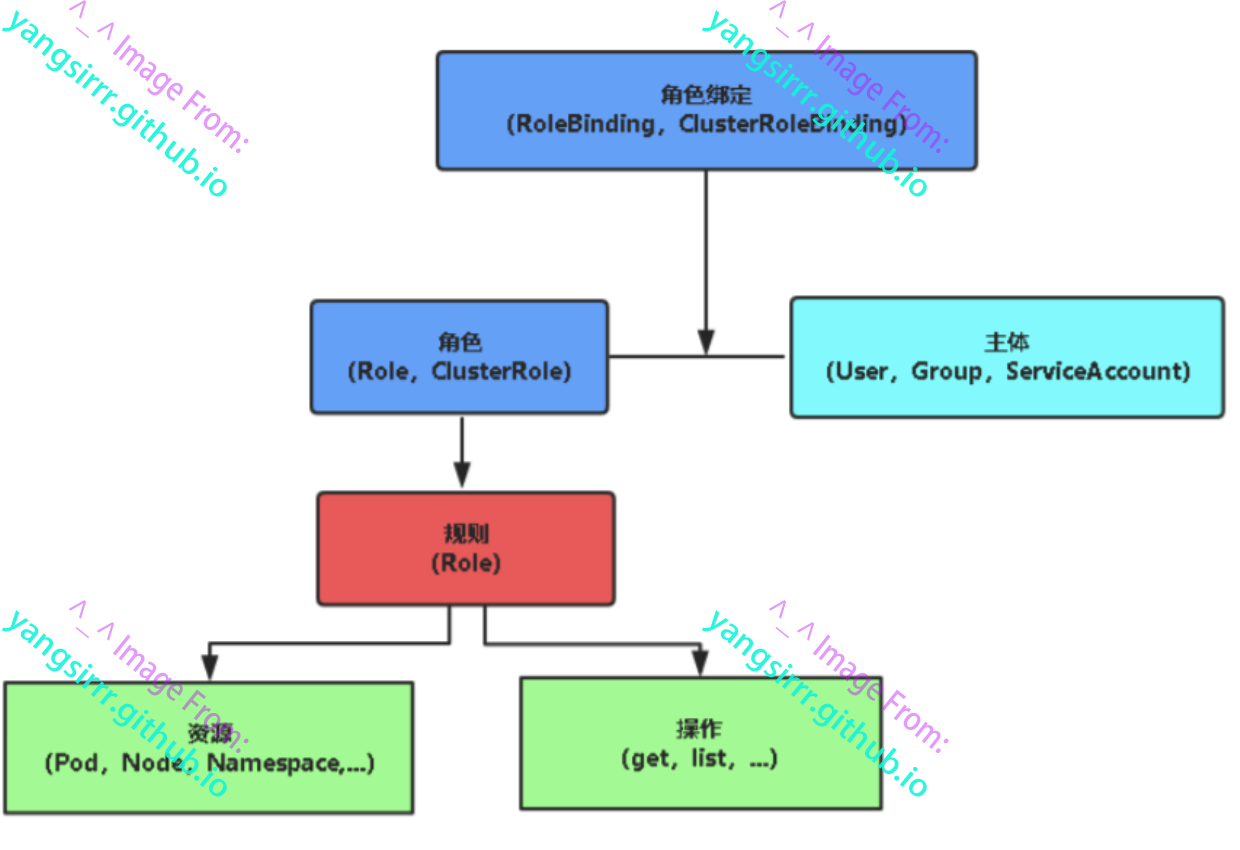 ^_^ Image From:
yangsirrr.github.io
^_^ Image From:
yangsirrr.github.io
角色绑定
(RoleBinding，ClusterRoleBinding)
角色
(Role，ClusterRole)
主体
(User，Group，ServiceAccount)
规则
(Role)
^_^ Image From:
yangsirrr.github.io
^_^ Image From:
yangsirrr.github.io
资源
(Pod，Node，Namespace,...)
操作
(get，list，...)